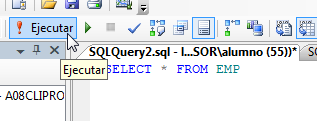 Ejecutar
SQLQuery2.sql - l...SOR\alumno (55))*
Ejecutar
SELECT * FROM EMP
- A08CLIPRO